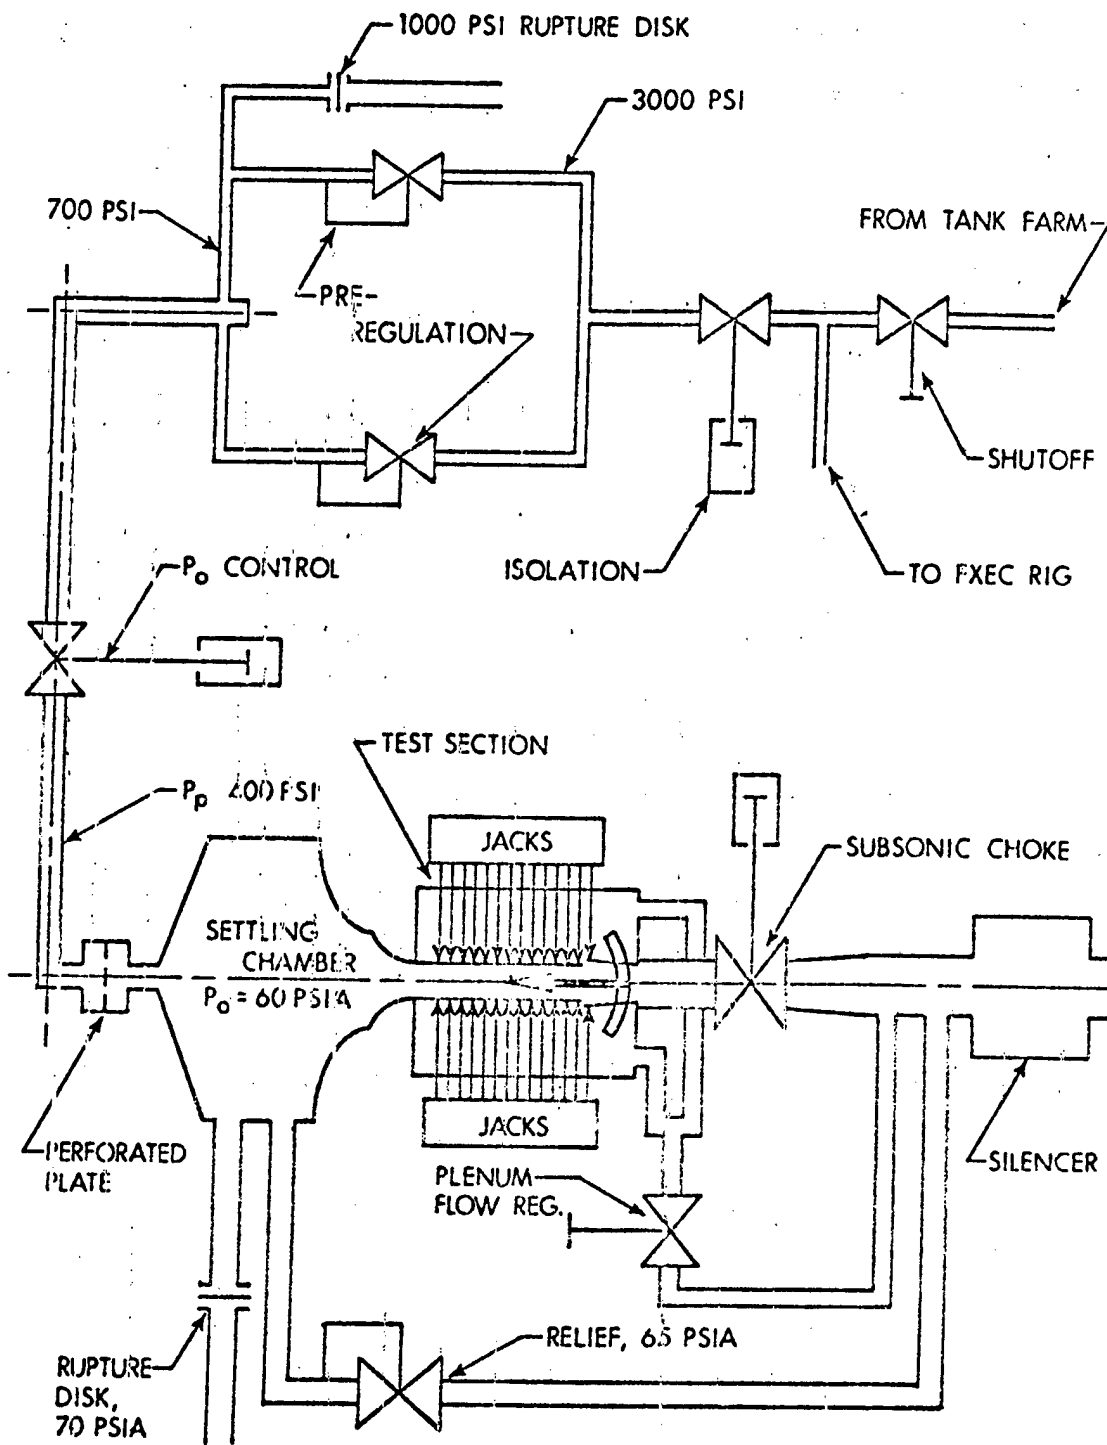 1000 PSI RUPTURE DISK
3000 PSI
700 PSI
FROM TANK FARM
PRE-
REGULATION
SHUTOFF
ISOLATION
TO FXEC RIG
Po CONTROL
TEST SECTION
Pp 400 PSI
JACKS
SUBSONIC CHOKE
SETTLING
CHAMBER
Po = 60 PSIA
JACKS
PERFORATED
PLATE
PLENUM
FLOW REG.
SILENCER
RELIEF, 65 PSIA
RUPTURE
DISK,
70 PSIA